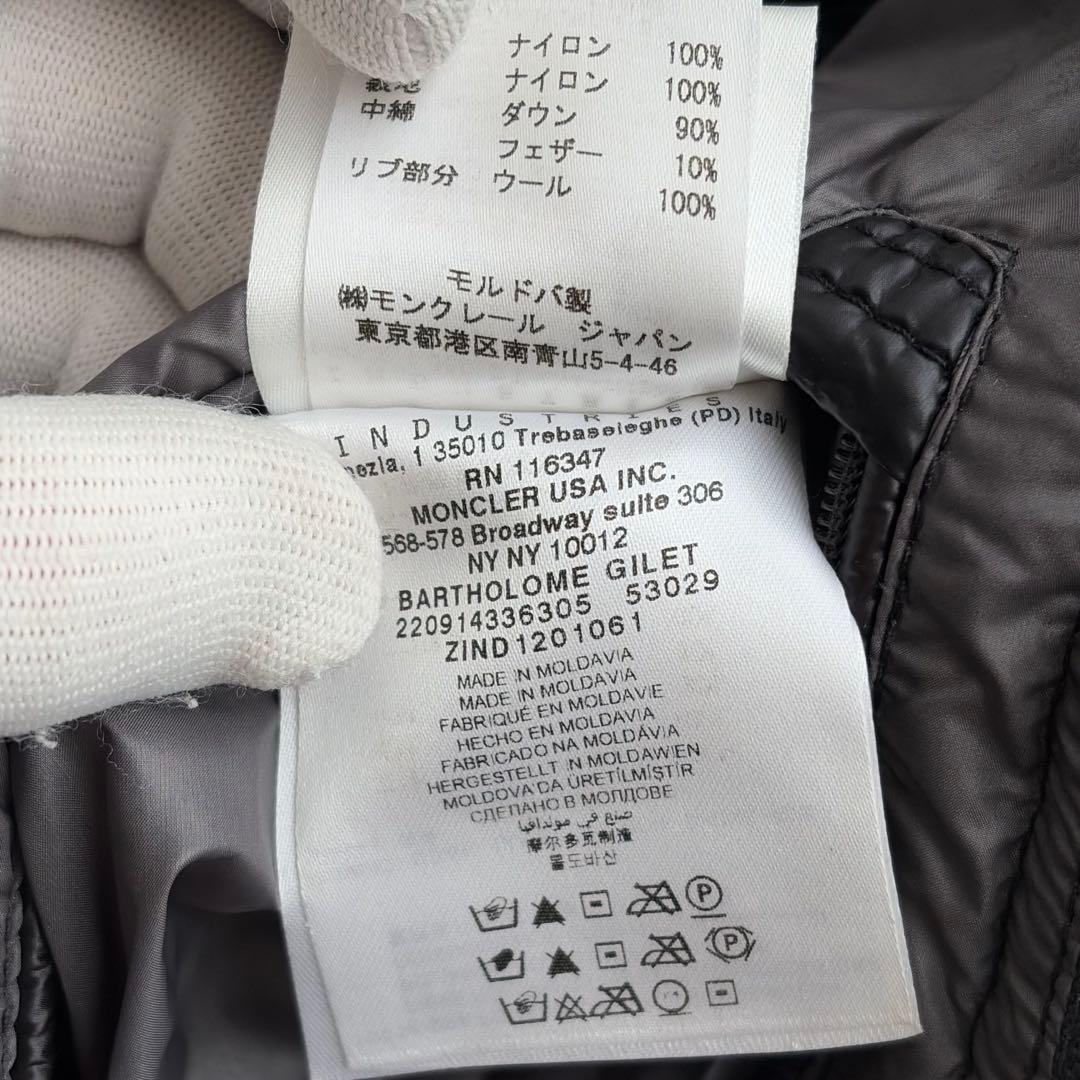 ナイロン 100%
ナイロン 100%
中綿 ダウン 90%
フェザー 10%
リブ部分 ウール 100%
モルドバ製
㈱モンクレール ジャパン
東京都港区南青山5-4-46
INDUSTRIES
1 35010 Trebaseleghe (PD) Italy
RN 116347
MONCLER USA INC.
568-578 Broadway suite 306
NY NY 10012
BARTHOLOME GILET
220914336305 53029
ZIND1201061
MADE IN MOLDAVIA
MADE IN MOLDAVIA
FABRIQUÉ EN MOLDAVIE
HECHO EN MOLDAVIA
FABRICADO NA MOLDÁVIA
HERGESTELLT IN MOLDAWIEN
MOLDOVA'DA ÜRETİLMİŞTİR
СДЕЛАНО В МОЛДОВЕ
صنع في مولدافيا
摩尔多瓦制造
몰도바산
P
P